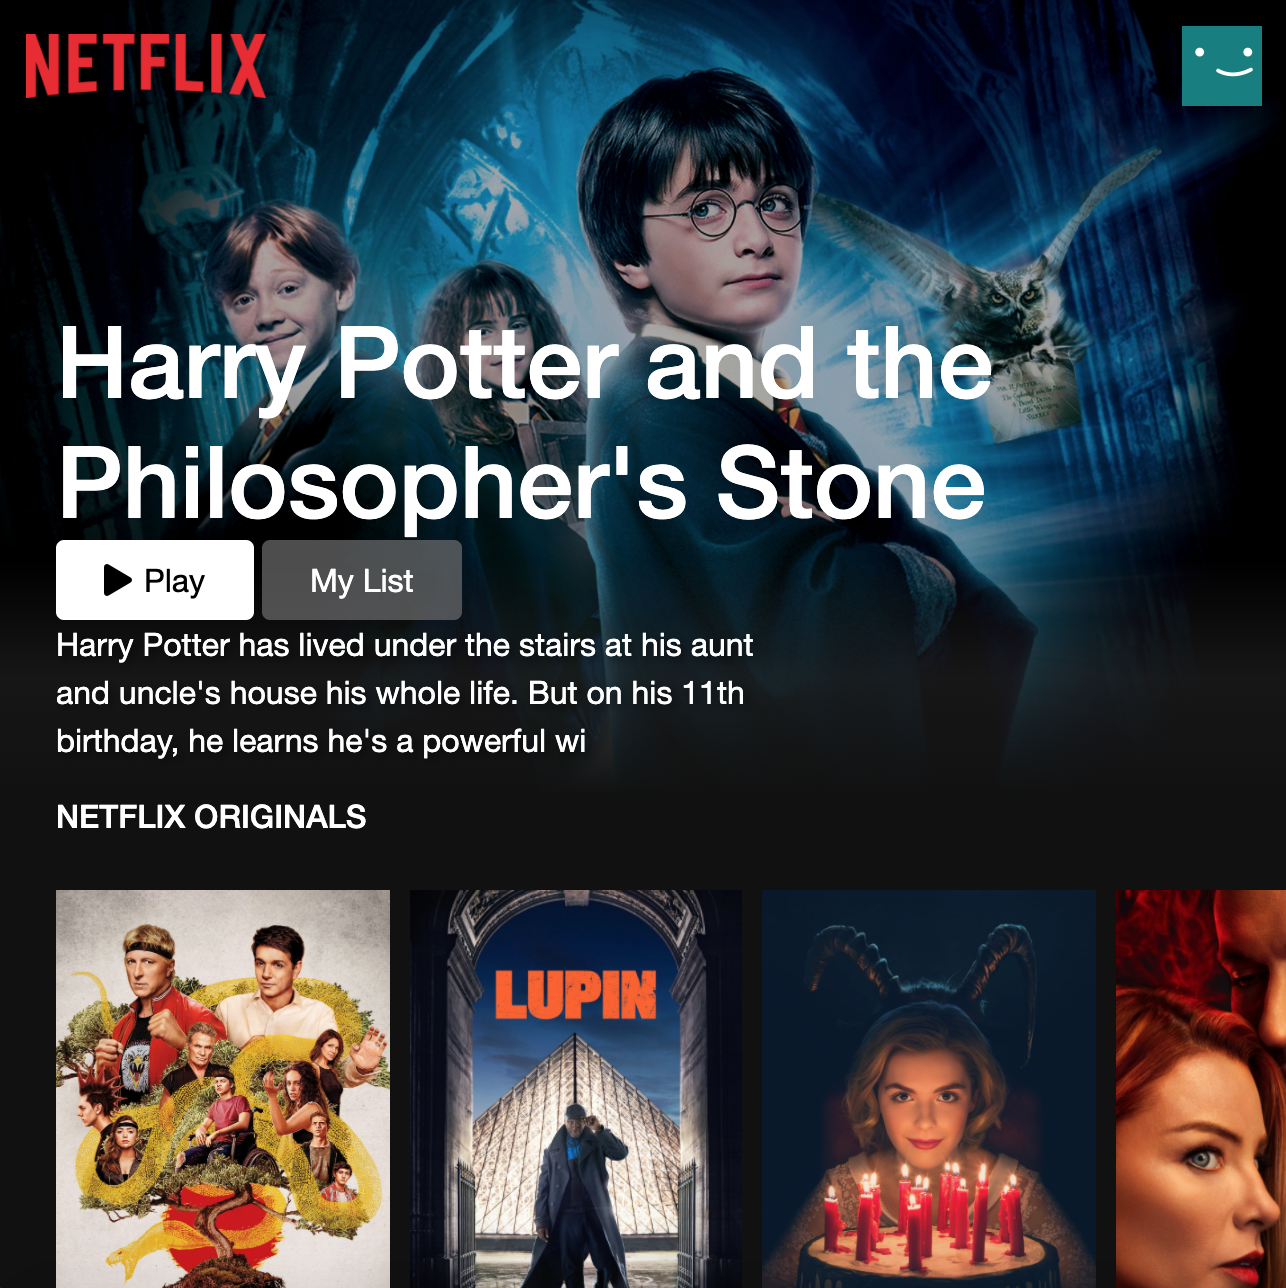 NETFLIX
Harry Potter and the
Philosopher's Stone
Play
My List
Harry Potter has lived under the stairs at his aunt
and uncle's house his whole life. But on his 11th
birthday, he learns he's a powerful wi
NETFLIX ORIGINALS
LUPIN